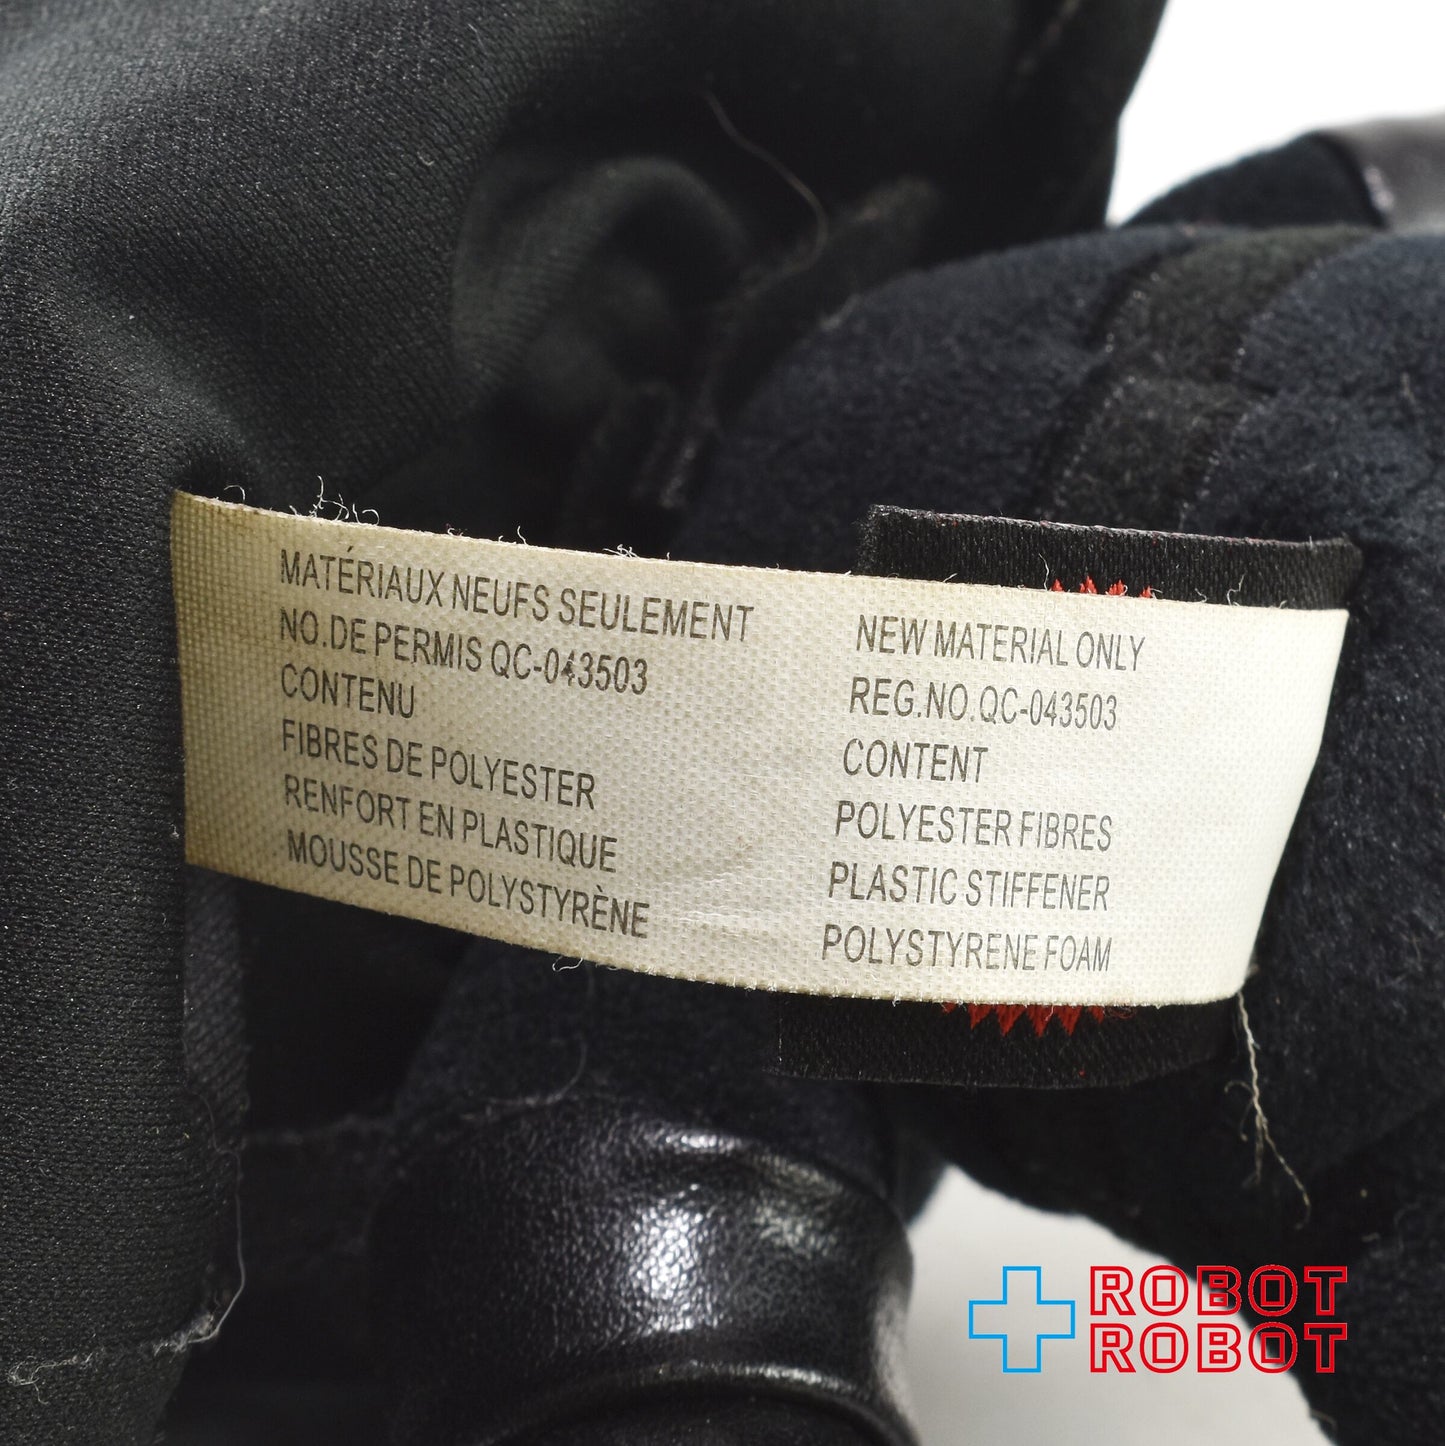 MATÉRIAUX NEUFS SEULEMENT
NO.DE PERMIS QC-043503
CONTENU
FIBRES DE POLYESTER
RENFORT EN PLASTIQUE
MOUSSE DE POLYSTYRÈNE
NEW MATERIAL ONLY
REG.NO.QC-043503
CONTENT
POLYESTER FIBRES
PLASTIC STIFFENER
POLYSTYRENE FOAM
ROBOT
ROBOT